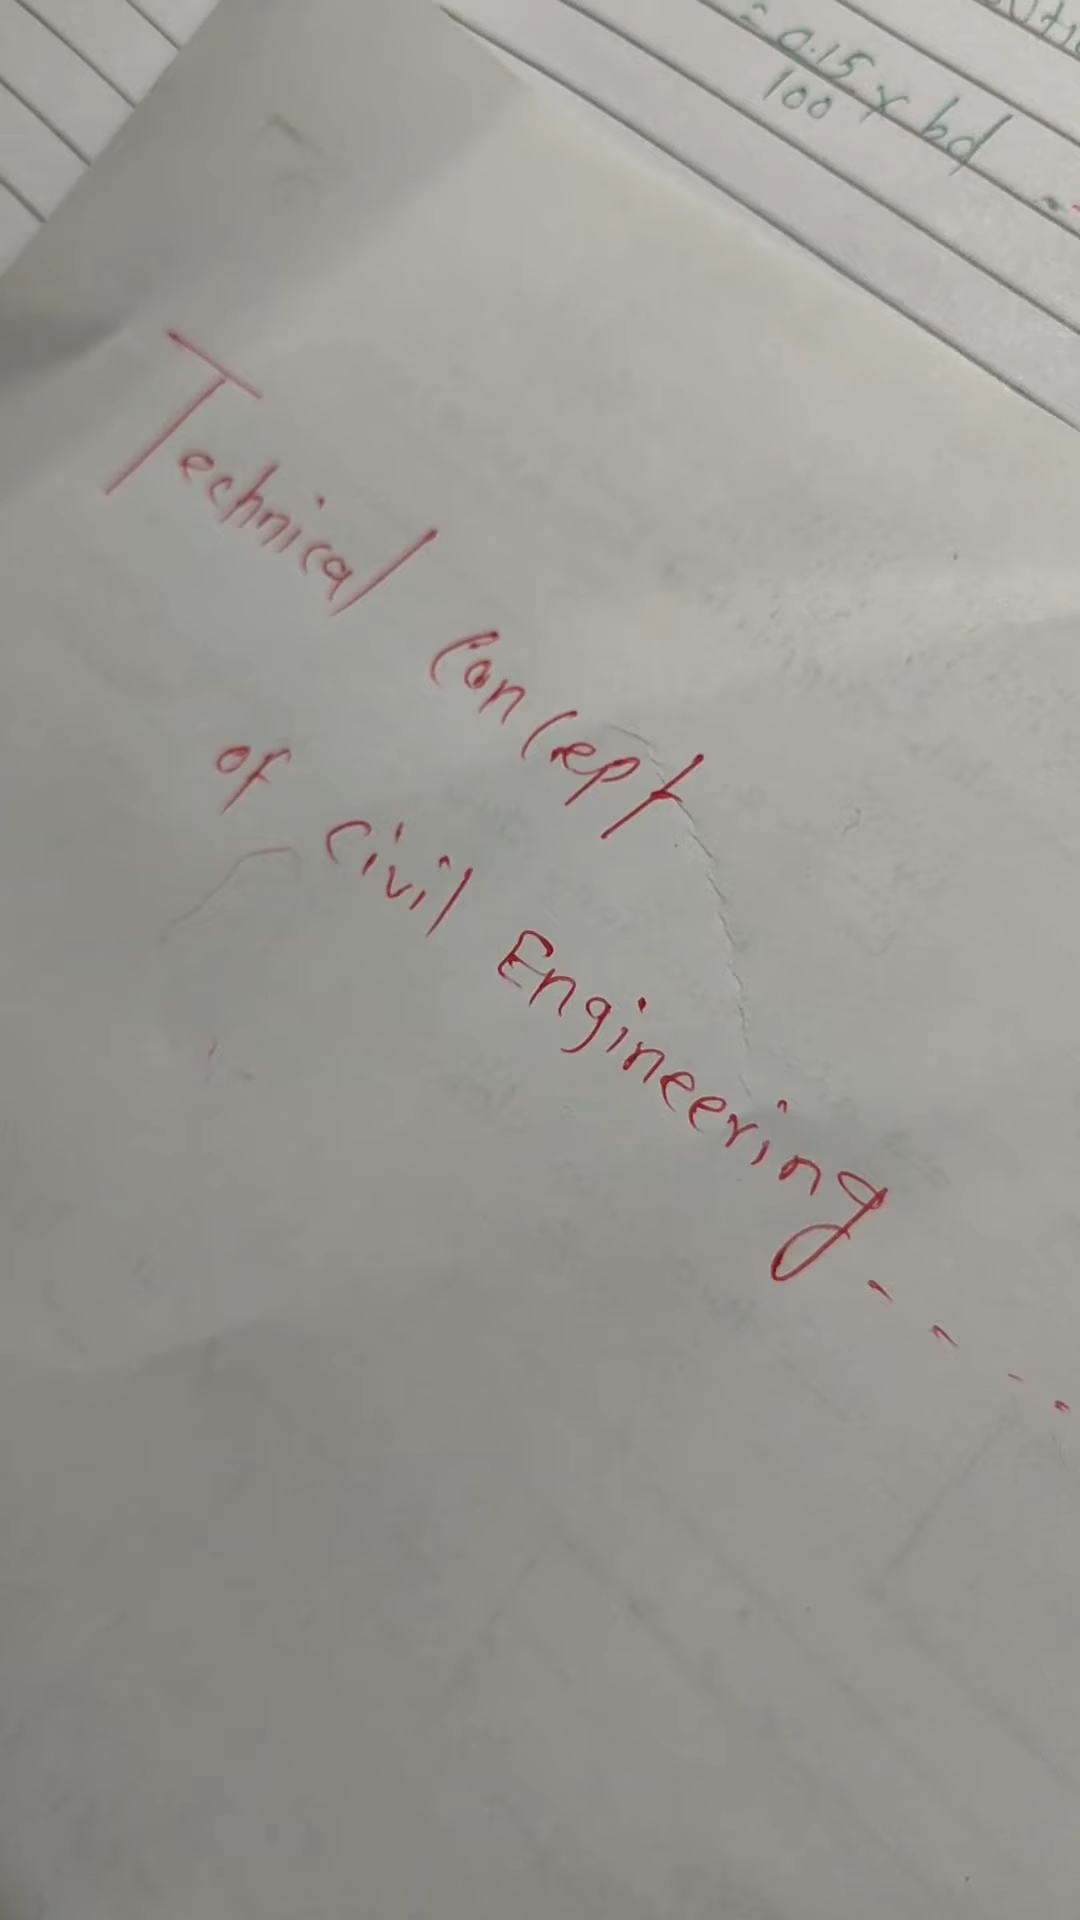 = 0.15 x bd
100
Technical Concept
of Civil Engineering - - - -